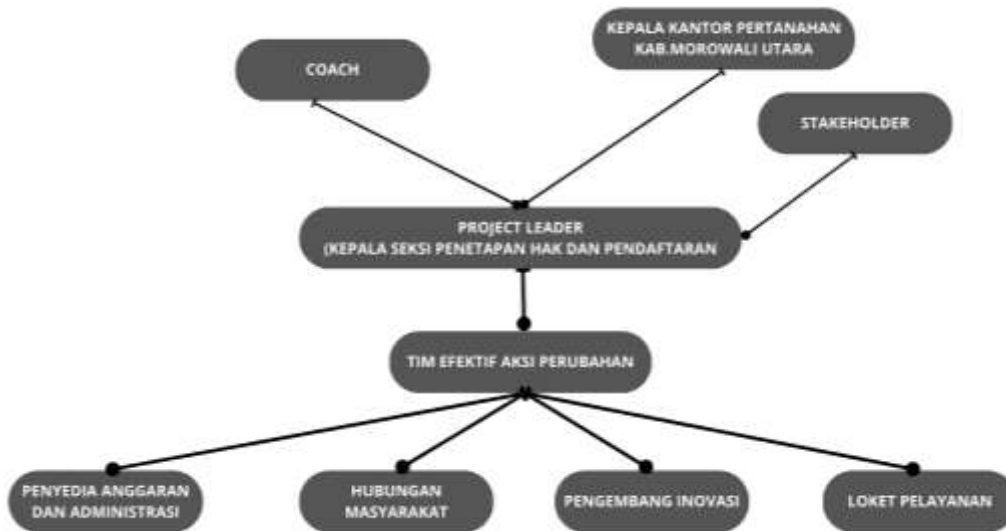 KEPALA KANTOR PERTANAHAN
KAB.MOROWALI UTARA
COACH
STAKEHOLDER
PROJECT LEADER
(KEPALA SEKSI PENETAPAN HAK DAN PENDAFTARAN
TIM EFEKTIF AKSI PERUBAHAN
PENYEDIA ANGGARAN
DAN ADMINISTRASI
HUBUNGAN
MASYARAKAT
PENGEMBANG INOVASI
LOKET PELAYANAN